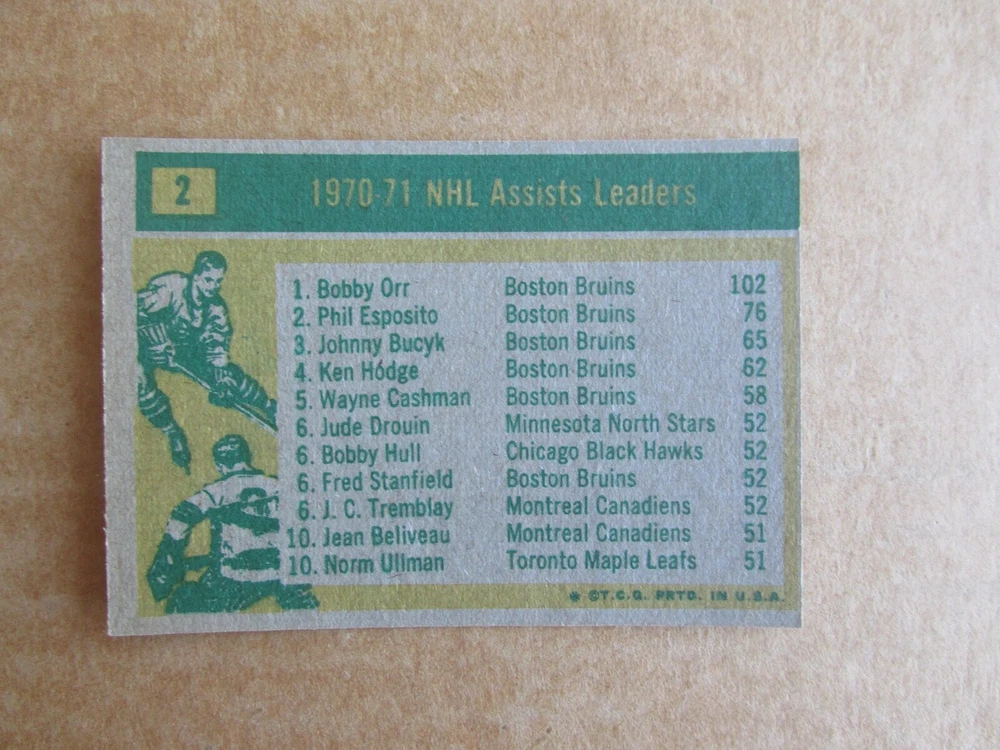 2 1970-71 NHL Assists Leaders
1. Bobby Orr Boston Bruins 102
2. Phil Esposito Boston Bruins 76
3. Johnny Bucyk Boston Bruins 65
4. Ken Hodge Boston Bruins 62
5. Wayne Cashman Boston Bruins 58
6. Jude Drouin Minnesota North Stars 52
6. Bobby Hull Chicago Black Hawks 52
6. Fred Stanfield Boston Bruins 52
6. J. C. Tremblay Montreal Canadiens 52
10. Jean Beliveau Montreal Canadiens 51
10. Norm Ullman Toronto Maple Leafs 51
* ©T.C.G. PRTD. IN U.S.A.